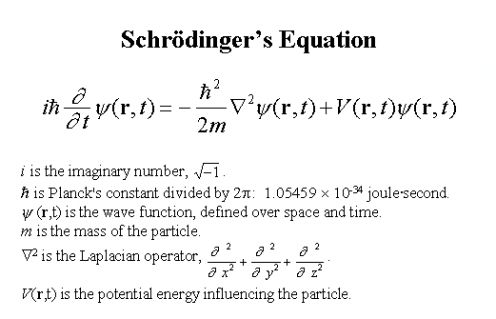 Schrödinger's Equation
iħ ∂/∂t ψ(r,t) = − ħ²/2m ∇²ψ(r,t) + V(r,t)ψ(r,t)
i is the imaginary number, √−1.
ħ is Planck's constant divided by 2π: 1.05459 × 10⁻³⁴ joule·second.
ψ (r,t) is the wave function, defined over space and time.
m is the mass of the particle.
∇² is the Laplacian operator, ∂²/∂x² + ∂²/∂y² + ∂²/∂z².
V(r,t) is the potential energy influencing the particle.